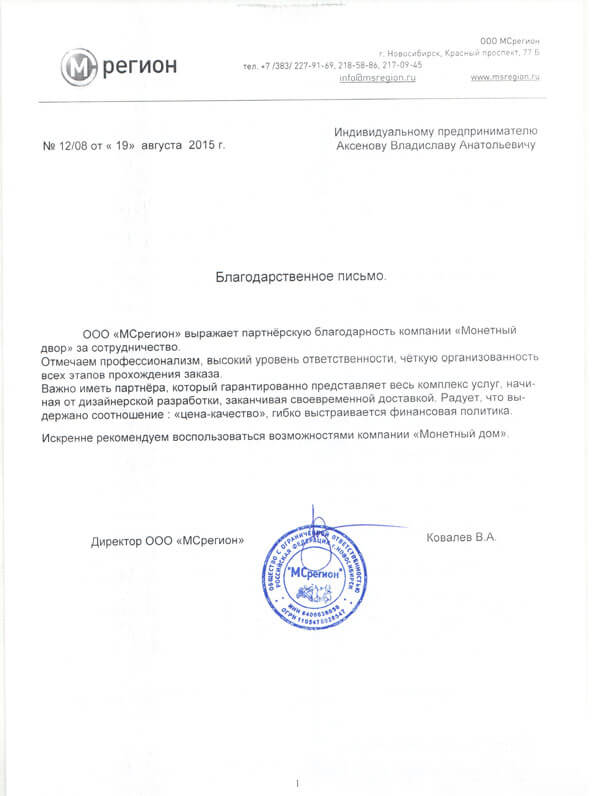 М регион
ООО МСрегион
г. Новосибирск, Красный проспект, 77 Б
тел. +7 /383/ 227-91-69, 218-58-86, 217-09-45
info@msregion.ru www.msregion.ru
№ 12/08 от « 19» августа 2015 г.
Индивидуальному предпринимателю
Аксенову Владиславу Анатольевичу
Благодарственное письмо.
ООО «МСрегион» выражает партнёрскую благодарность компании «Монетный
двор» за сотрудничество.
Отмечаем профессионализм, высокий уровень ответственности, чёткую организованность
всех этапов прохождения заказа.
Важно иметь партнёра, который гарантированно представляет весь комплекс услуг, начи-
ная от дизайнерской разработки, заканчивая своевременной доставкой. Радует, что вы-
держано соотношение : «цена-качество», гибко выстраивается финансовая политика.
Искренне рекомендуем воспользоваться возможностями компании «Монетный дом».
Директор ООО «МСрегион» Ковалев В.А.
ОБЩЕСТВО С ОГРАНИЧЕННОЙ ОТВЕТСТВЕННОСТЬЮ
РОССИЙСКАЯ ФЕДЕРАЦИЯ г.НОВОСИБИРСК
"МСрегион"
ИНН
ОГРН
1